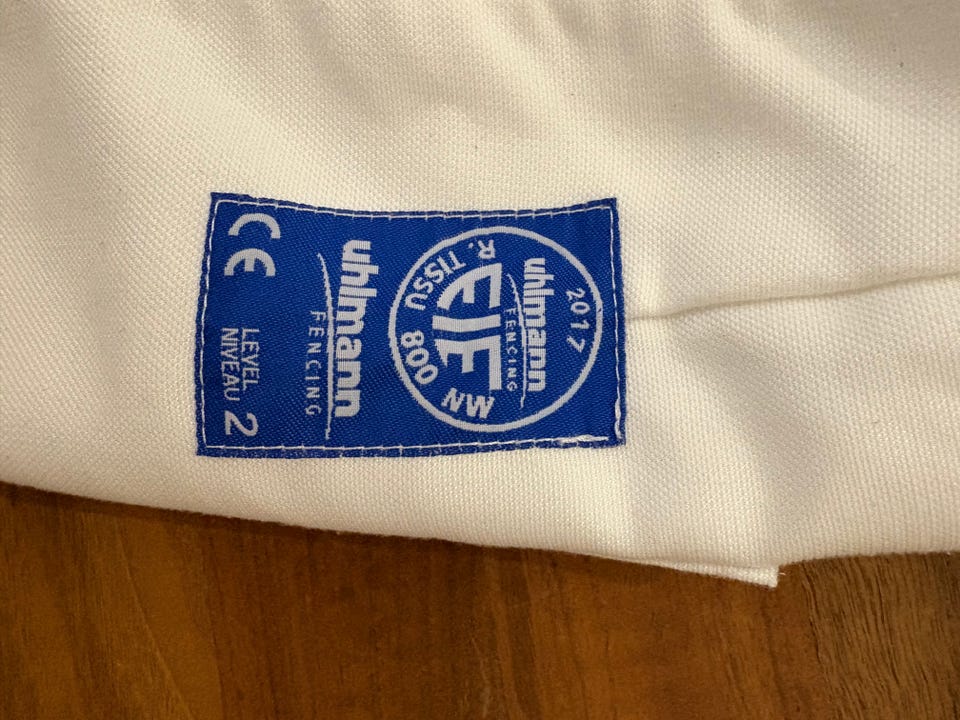 2017
uhlmann
FENCING
FIE
R. TISSU 800 NW
uhlmann
FENCING
LEVEL
NIVEAU 2
CE